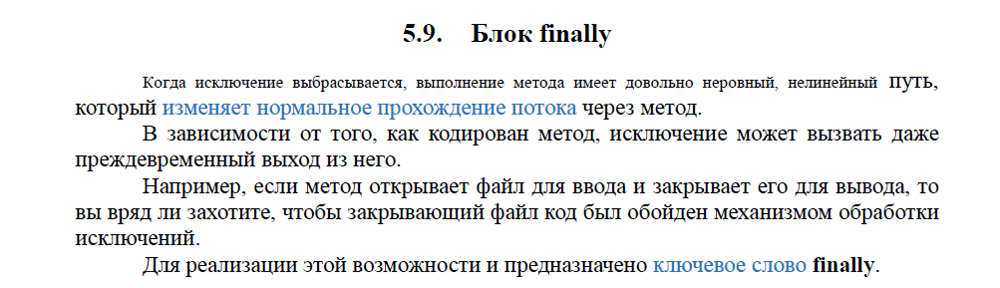 5.9. Блок finally
Когда исключение выбрасывается, выполнение метода имеет довольно неровный, нелинейный путь,
который изменяет нормальное прохождение потока через метод.
В зависимости от того, как кодирован метод, исключение может вызвать даже
преждевременный выход из него.
Например, если метод открывает файл для ввода и закрывает его для вывода, то
вы вряд ли захотите, чтобы закрывающий файл код был обойден механизмом обработки
исключений.
Для реализации этой возможности и предназначено ключевое слово finally.